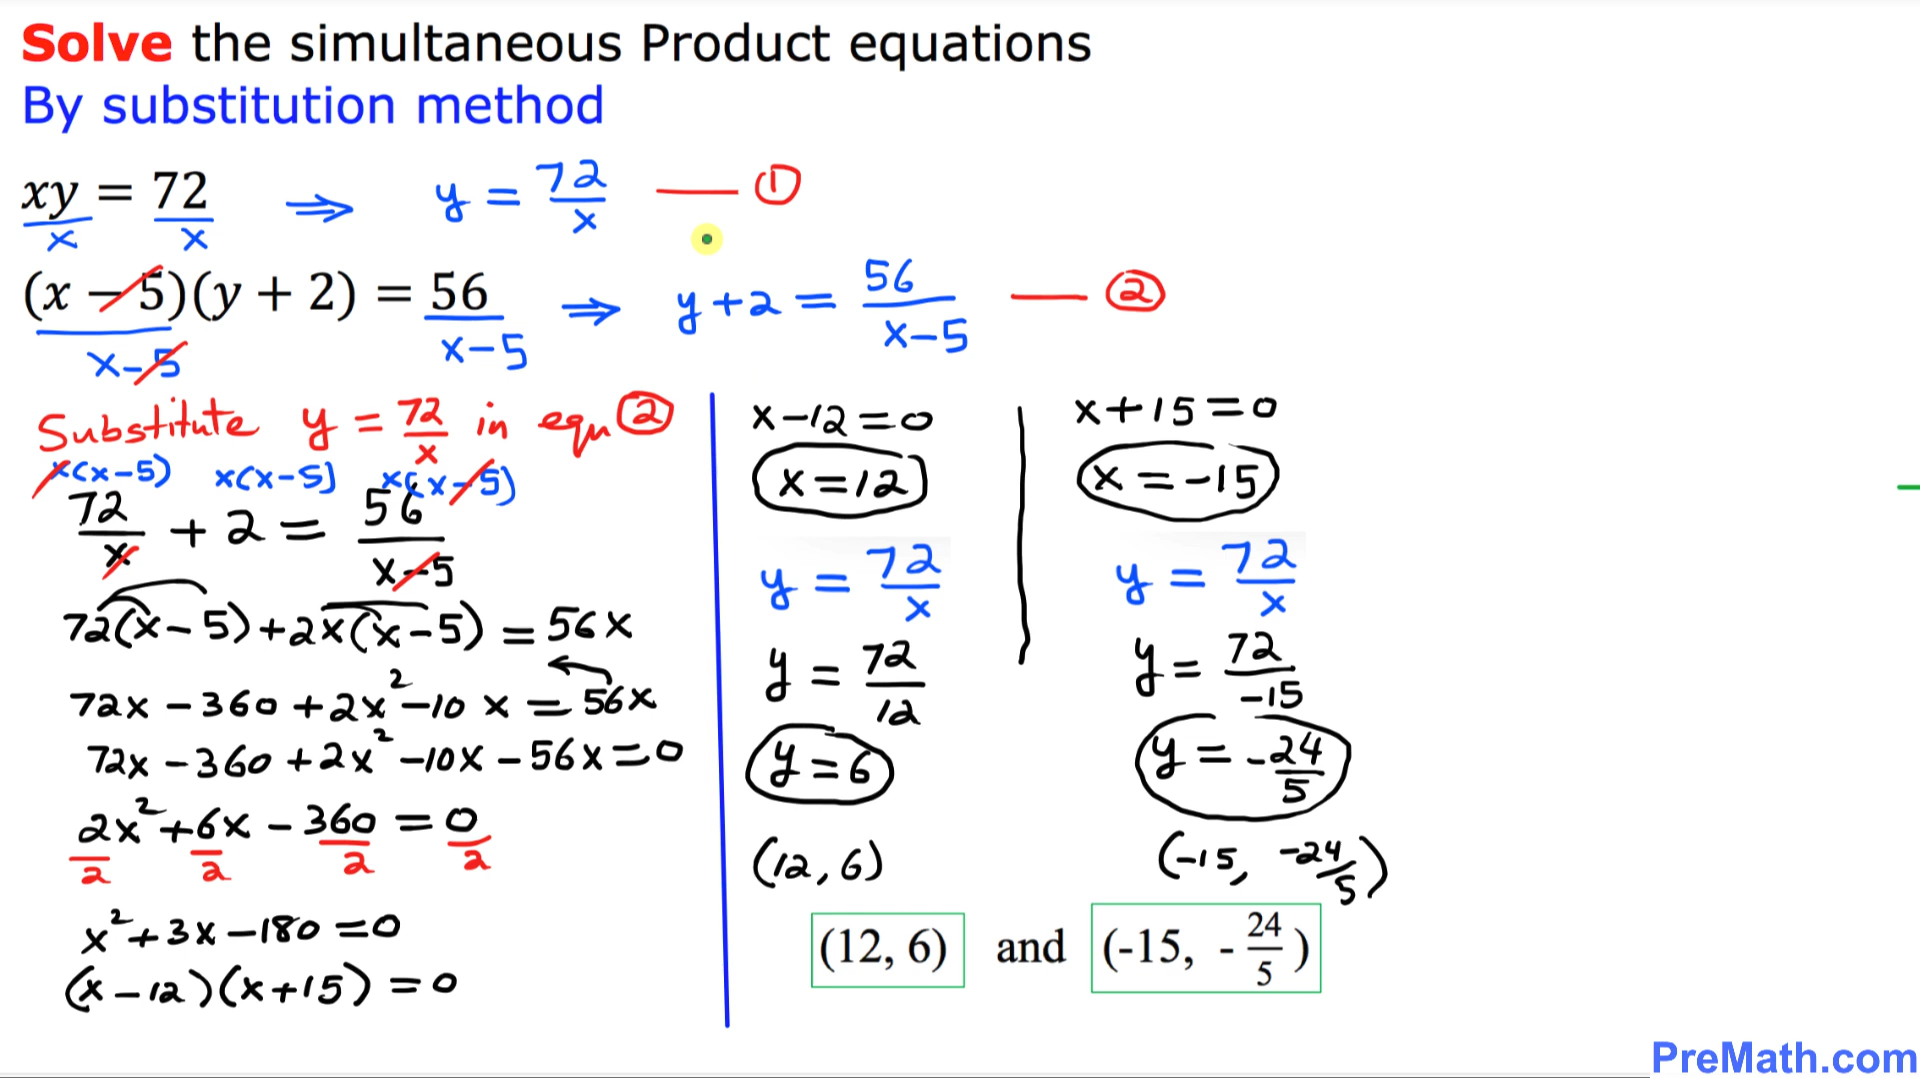 Solve the simultaneous Product equations
By substitution method
xy = 72 ⇒ y = 72/x — ①
x x
(x − 5)(y + 2) = 56 ⇒ y+2 = 56/(x−5) — ②
x−5 x−5
Substitute y = 72/x in equ ②
x(x−5) x(x−5) x(x−5)
72/x + 2 = 56/(x−5)
72(x−5)+2x(x−5) = 56x
72x − 360 + 2x² −10x = 56x
72x − 360 + 2x² −10x − 56x = 0
2x² + 6x − 360 = 0
2 2 2 2
x² + 3x − 180 = 0
(x − 12)(x + 15) = 0
x − 12 = 0
x = 12
y = 72/x
y = 72/12
y = 6
(12, 6)
x + 15 = 0
x = −15
y = 72/x
y = 72/−15
y = −24/5
(−15, −24/5)
(12, 6) and (-15, - 24/5)
PreMath.com